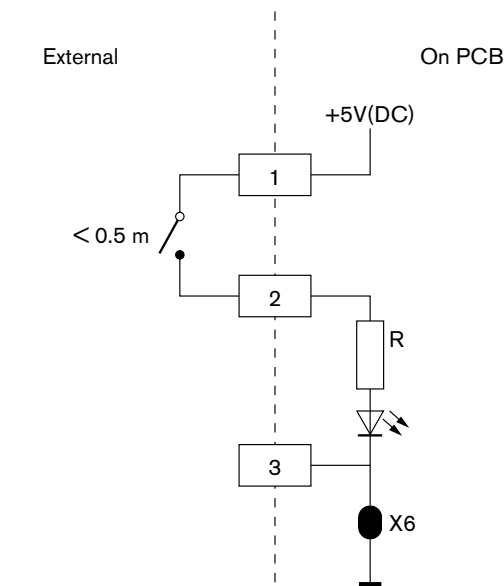 External
On PCB
+5V(DC)
1
< 0.5 m
2
R
3
X6